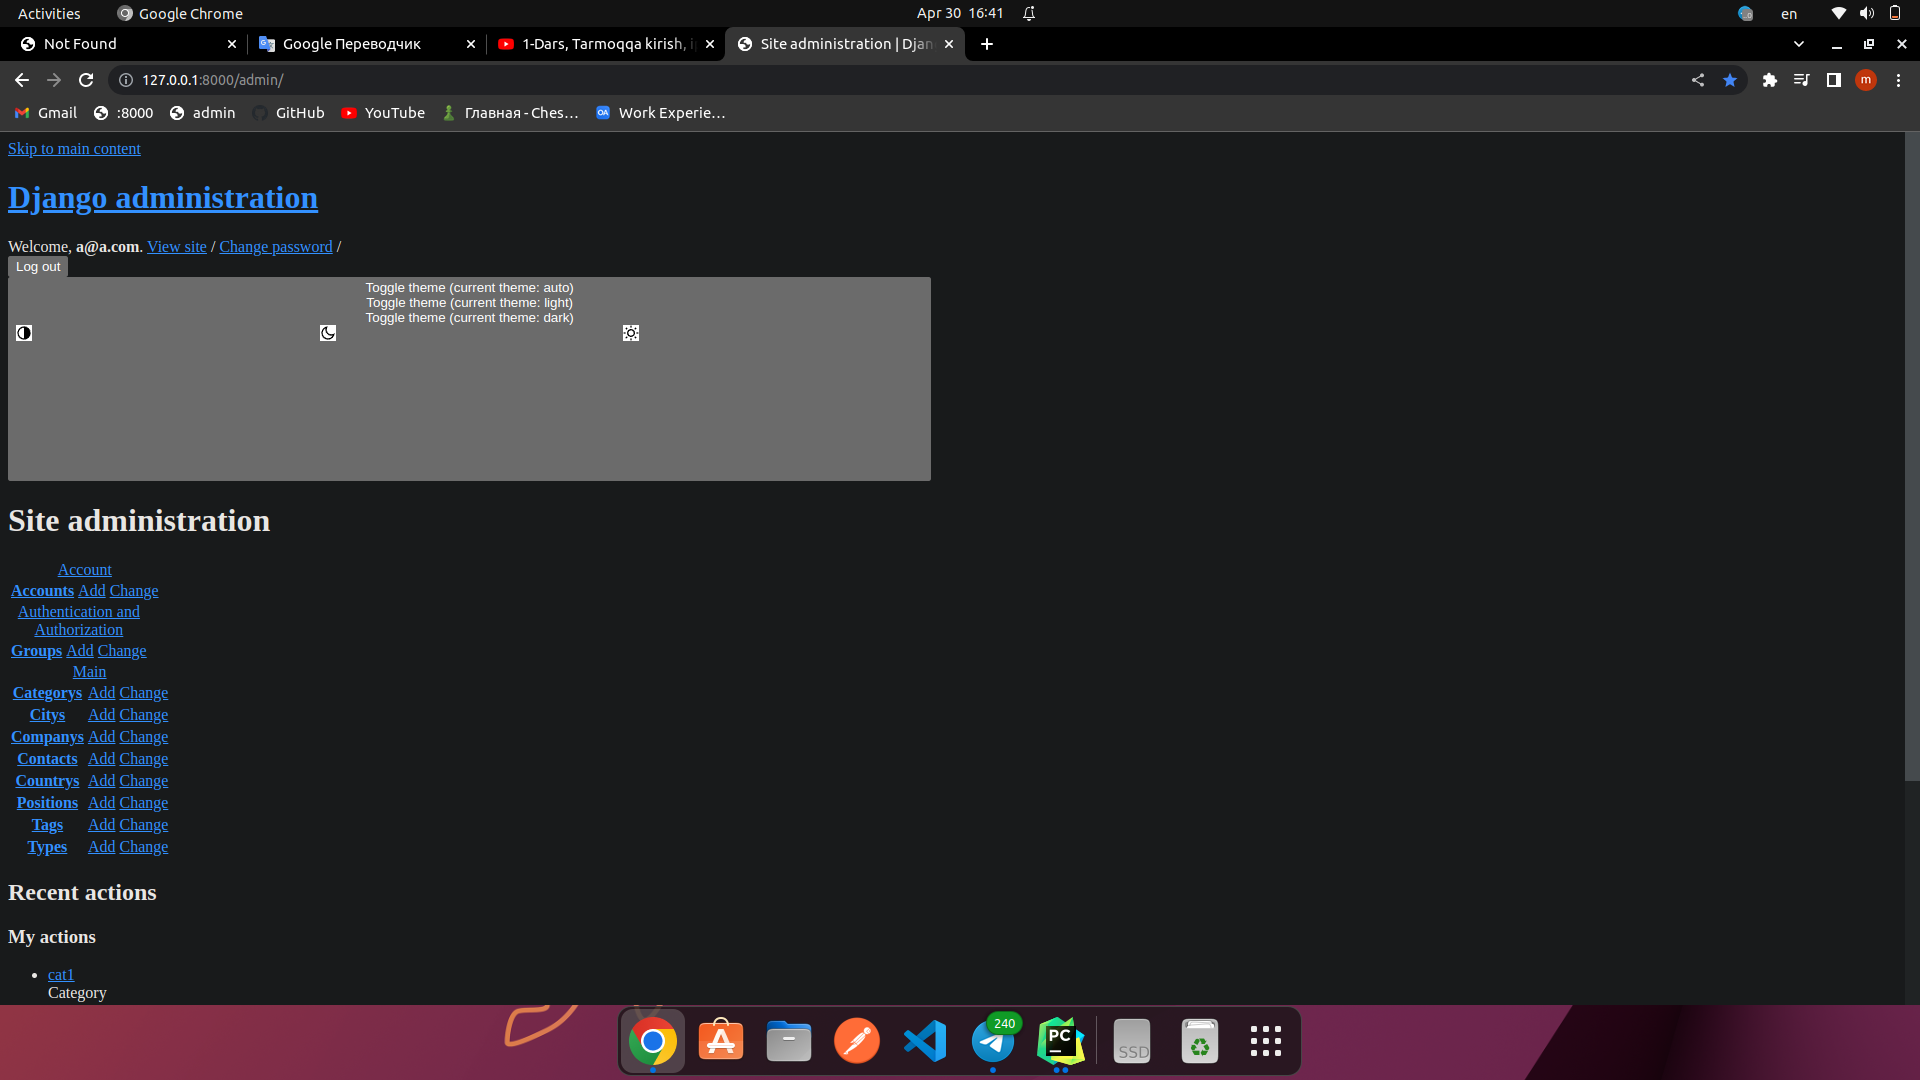 Activities
Google Chrome
Apr 30 16:41
en
Not Found
Google Переводчик
1-Dars, Tarmoqqa kirish, i
Site administration | Djan
127.0.0.1:8000/admin/
m
Gmail
:8000
admin
GitHub
YouTube
Главная - Ches...
OA
Work Experie...
Skip to main content
Django administration
Welcome, a@a.com. View site / Change password /
Log out
Toggle theme (current theme: auto)
Toggle theme (current theme: light)
Toggle theme (current theme: dark)
Site administration
Account
Accounts Add Change
Authentication and
Authorization
Groups Add Change
Main
Categorys Add Change
Citys Add Change
Companys Add Change
Contacts Add Change
Countrys Add Change
Positions Add Change
Tags Add Change
Types Add Change
Recent actions
My actions
cat1
Category
240
PC
SSD